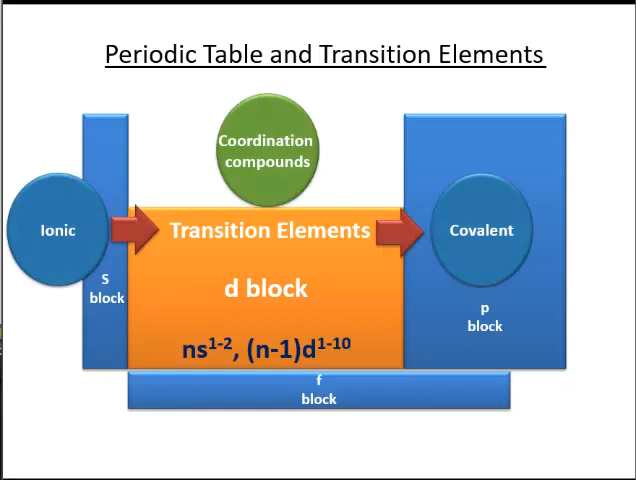 Periodic Table and Transition Elements
Coordination
compounds
Ionic
Transition Elements
Covalent
S
block
d block
p
block
ns¹⁻², (n-1)d¹⁻¹⁰
f
block